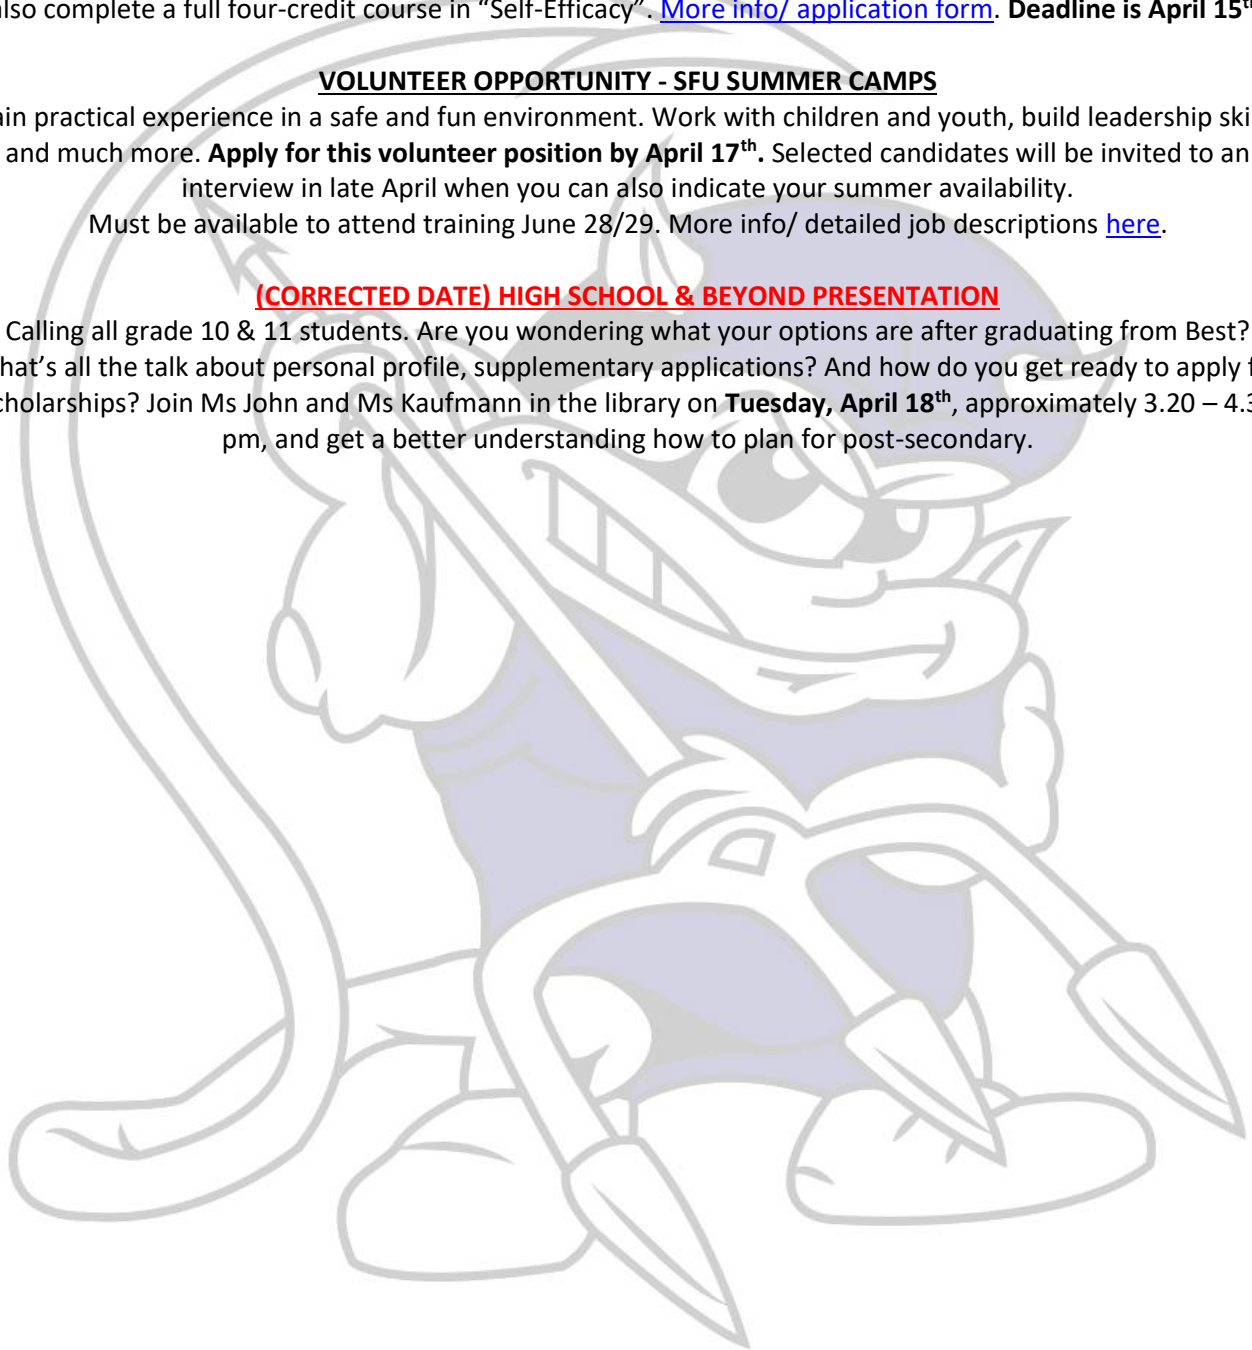 also complete a full four-credit course in “Self-Efficacy”. More info/ application form. Deadline is April 15th
VOLUNTEER OPPORTUNITY - SFU SUMMER CAMPS
ain practical experience in a safe and fun environment. Work with children and youth, build leadership ski
and much more. Apply for this volunteer position by April 17th. Selected candidates will be invited to an
interview in late April when you can also indicate your summer availability.
Must be available to attend training June 28/29. More info/ detailed job descriptions here.
(CORRECTED DATE) HIGH SCHOOL & BEYOND PRESENTATION
Calling all grade 10 & 11 students. Are you wondering what your options are after graduating from Best?
hat’s all the talk about personal profile, supplementary applications? And how do you get ready to apply f
cholarships? Join Ms John and Ms Kaufmann in the library on Tuesday, April 18th, approximately 3.20 – 4.3
pm, and get a better understanding how to plan for post-secondary.